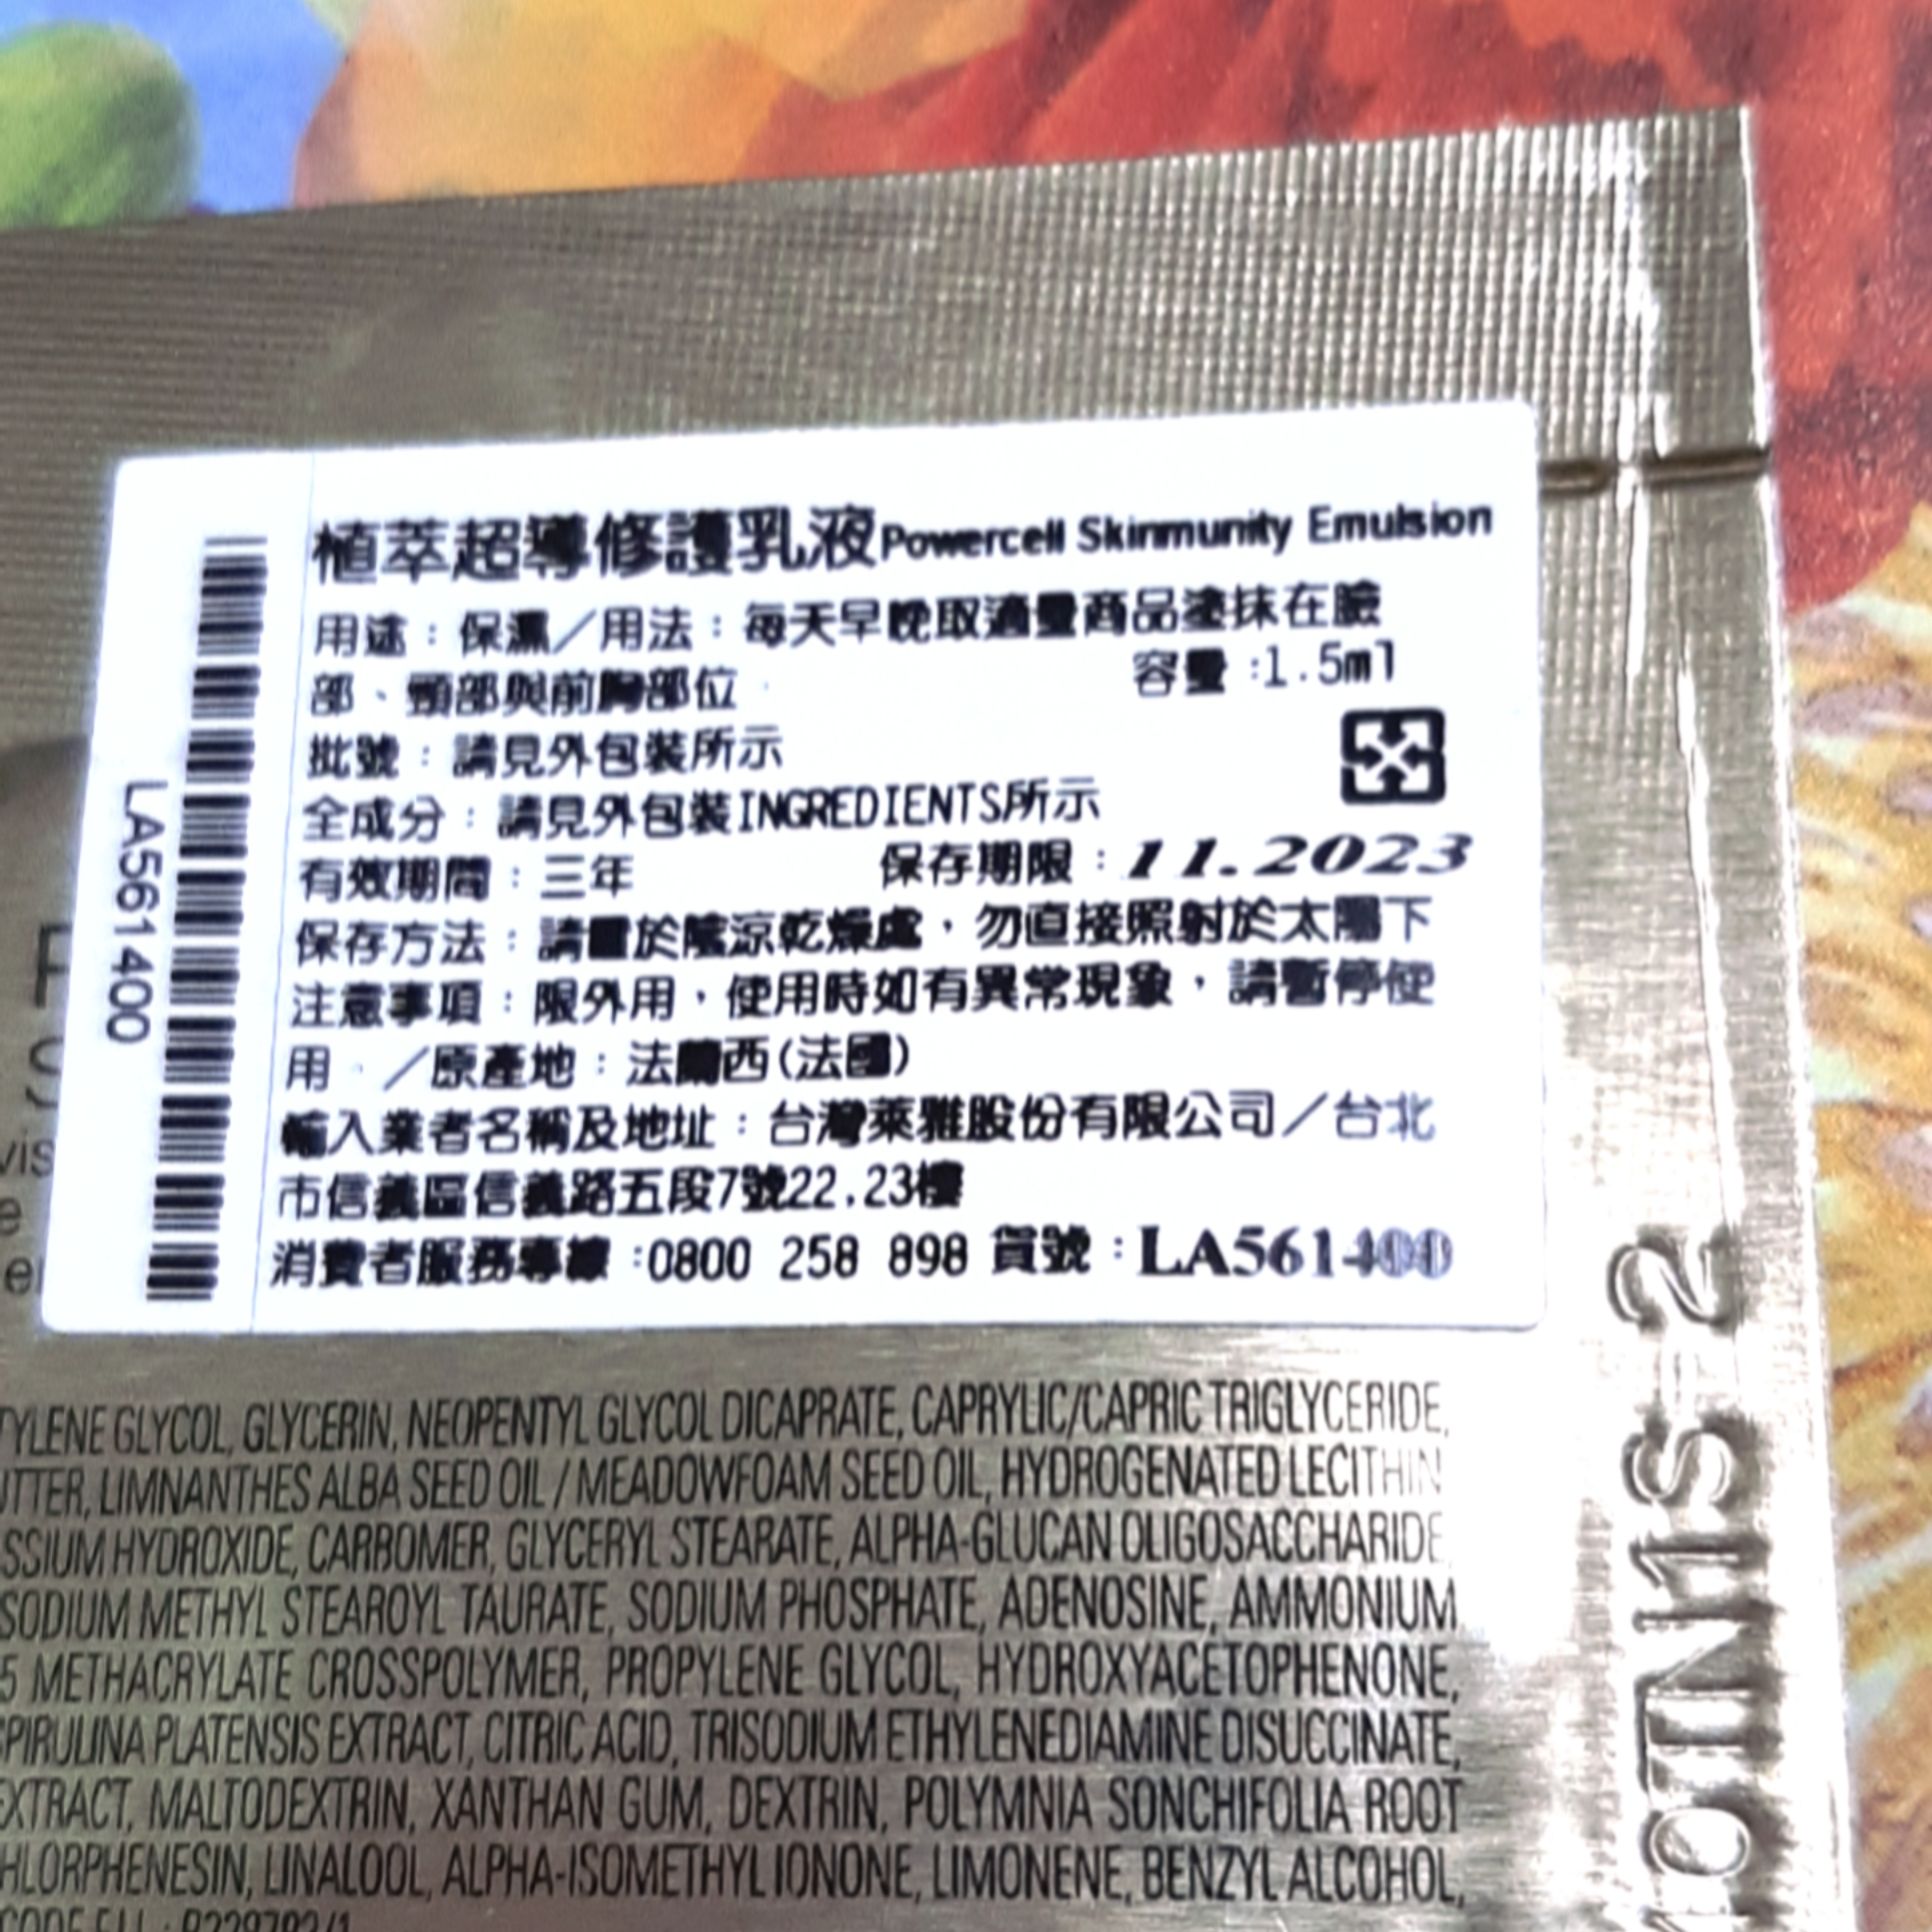 植萃超導修護乳液Powercell Skinmunity Emulsion
用途：保濕／用法：每天早晚取適量商品塗抹在臉
部、頸部與前胸部位 容量:1.5ml
批號：請見外包裝所示
全成分：請見外包裝INGREDIENTS所示
有效期間：三年 保存期限：11.2023
保存方法：請置於陰涼乾燥處，勿直接照射於太陽下
注意事項：限外用，使用時如有異常現象，請暫停使
用。／原產地：法蘭西(法國)
輸入業者名稱及地址：台灣萊雅股份有限公司／台北
市信義區信義路五段7號22.23樓
消費者服務專線:0800 258 898 貨號:LA561400
LA561400
TYLENE GLYCOL, GLYCERIN, NEOPENTYL GLYCOL DICAPRATE, CAPRYLIC/CAPRIC TRIGLYCERIDE,
UTTER, LIMNANTHES ALBA SEED OIL / MEADOWFOAM SEED OIL, HYDROGENATED LECITHIN
SSIUM HYDROXIDE, CARBOMER, GLYCERYL STEARATE, ALPHA-GLUCAN OLIGOSACCHARIDE,
SODIUM METHYL STEAROYL TAURATE, SODIUM PHOSPHATE, ADENOSINE, AMMONIUM
5 METHACRYLATE CROSSPOLYMER, PROPYLENE GLYCOL, HYDROXYACETOPHENONE,
SPIRULINA PLATENSIS EXTRACT, CITRIC ACID, TRISODIUM ETHYLENEDIAMINE DISUCCINATE,
EXTRACT, MALTODEXTRIN, XANTHAN GUM, DEXTRIN, POLYMNIA SONCHIFOLIA ROOT
HLORPHENESIN, LINALOOL, ALPHA-ISOMETHYL IONONE, LIMONENE, BENZYL ALCOHOL,